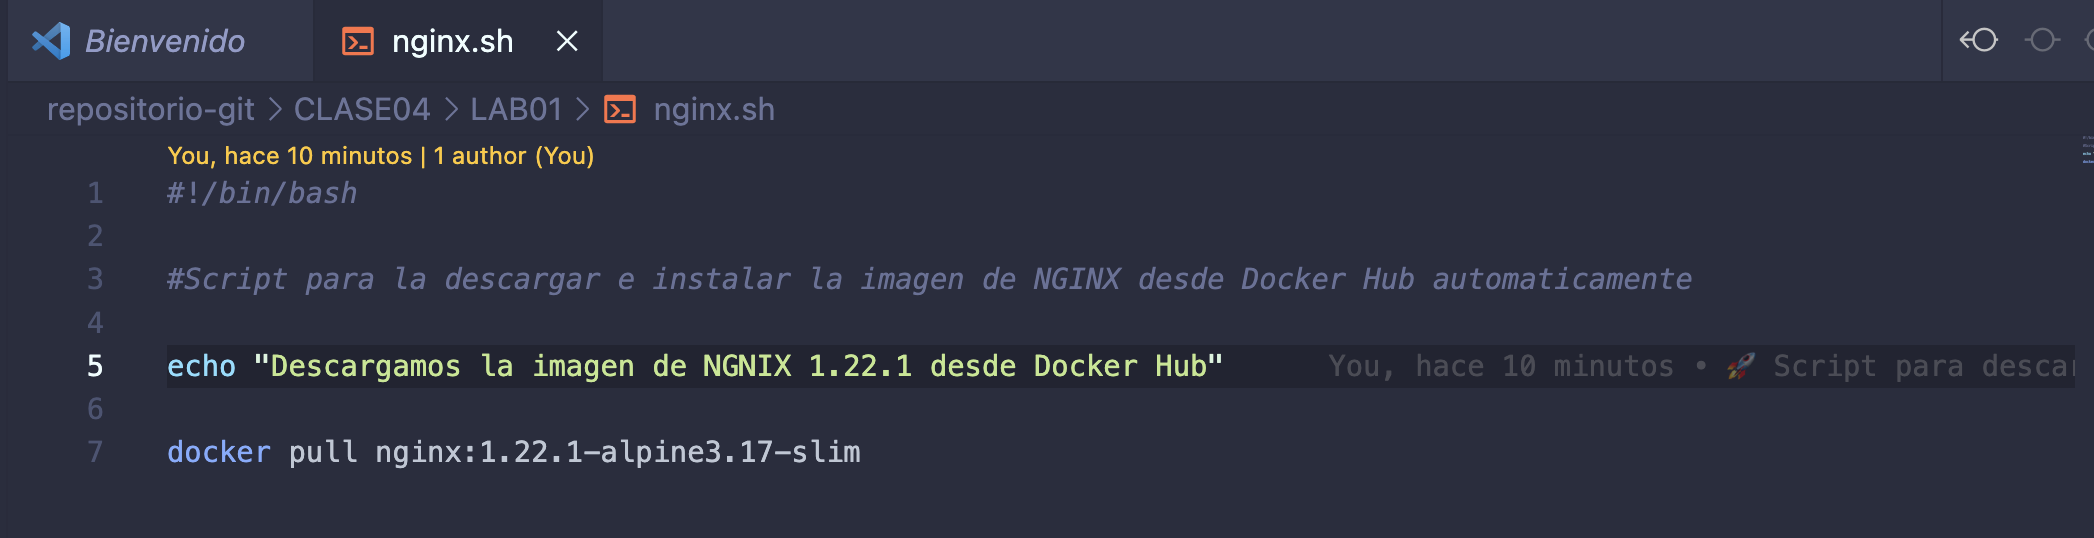 Bienvenido nginx.sh
repositorio-git > CLASE04 > LAB01 > nginx.sh
You, hace 10 minutos | 1 author (You)
1 #!/bin/bash
2
3 #Script para la descargar e instalar la imagen de NGINX desde Docker Hub automaticamente
4
5 echo "Descargamos la imagen de NGNIX 1.22.1 desde Docker Hub" You, hace 10 minutos • 🚀 Script para
6
7 docker pull nginx:1.22.1-alpine3.17-slim